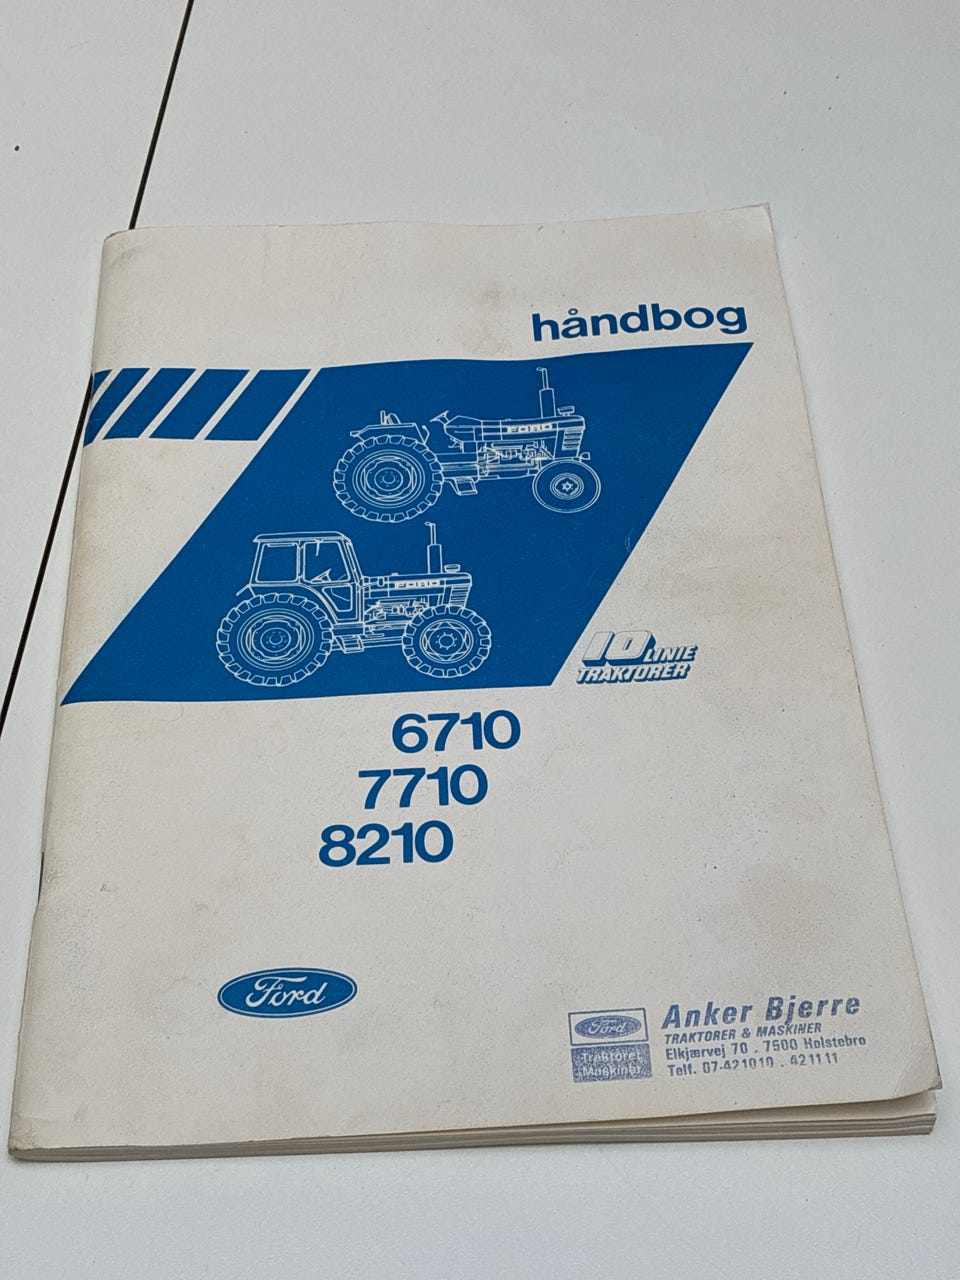 håndbog
FORD
FORD
10 LINIE
TRAKTORER
6710
7710
8210
Ford
Ford
Traktorer
Maskiner
Anker Bjerre
TRAKTORER & MASKINER
Elkjærvej 70 . 7500 Holstebro
Telf. 07-421010 . 421111